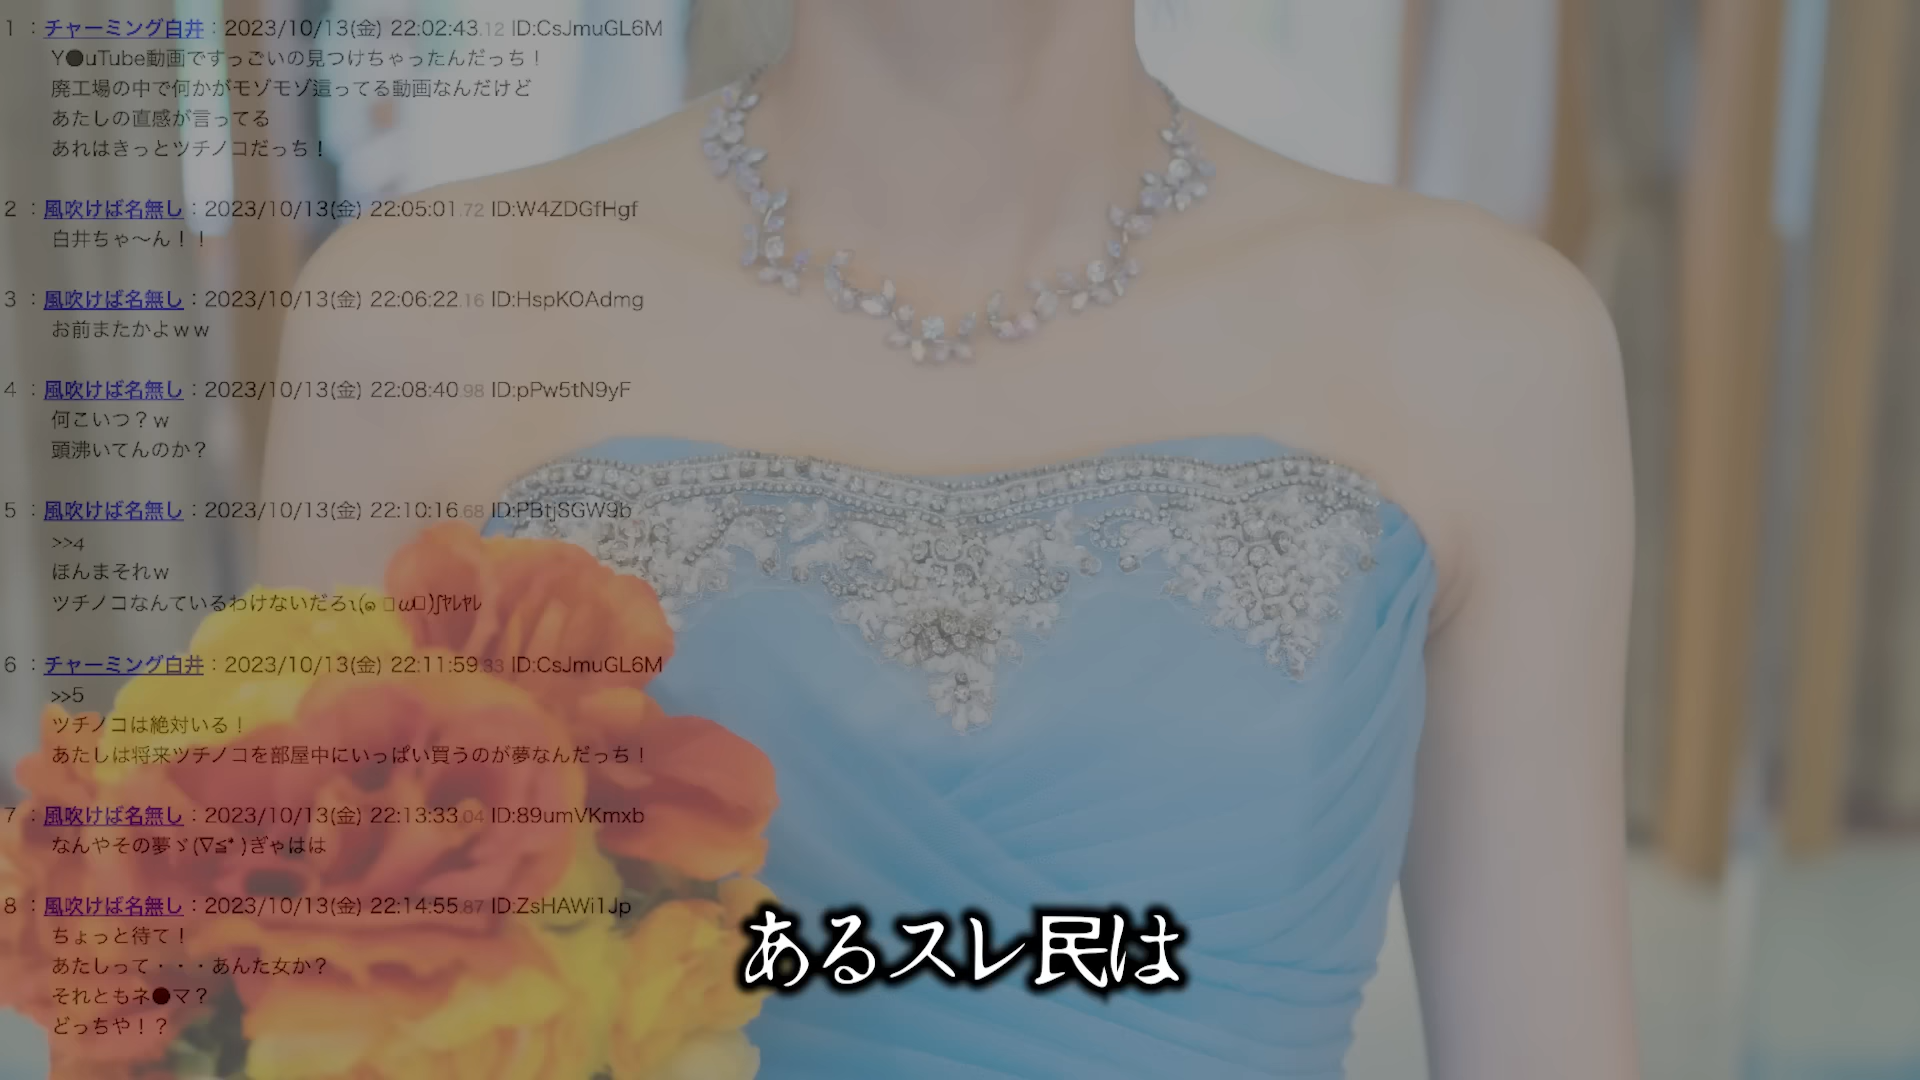 1 ：チャーミング白井：2023/10/13(金) 22:02:43.12 ID:CsJmuGL6M
Y●uTube動画ですっごいの見つけちゃったんだっち！
廃工場の中で何かがモゾモゾ這ってる動画なんだけど
あたしの直感が言ってる
あれはきっとツチノコだっち！
2 ：風吹けば名無し：2023/10/13(金) 22:05:01.72 ID:W4ZDGfHgf
白井ちゃ～ん！！
3 ：風吹けば名無し：2023/10/13(金) 22:06:22.16 ID:HspKOAdmg
お前またかよｗｗ
4 ：風吹けば名無し：2023/10/13(金) 22:08:40.98 ID:pPw5tN9yF
何こいつ？ｗ
頭沸いてんのか？
5 ：風吹けば名無し：2023/10/13(金) 22:10:16.68 ID:PBtjSGW9b
>>4
ほんまそれｗ
ツチノコなんているわけないだろ
6 ：チャーミング白井：2023/10/13(金) 22:11:59.33 ID:CsJmuGL6M
>>5
ツチノコは絶対いる！
あたしは将来ツチノコを部屋中にいっぱい買うのが夢なんだっち！
7 ：風吹けば名無し：2023/10/13(金) 22:13:33.04 ID:89umVKmxb
なんやその夢ヾ(∇≦* )ぎゃはは
8 ：風吹けば名無し：2023/10/13(金) 22:14:55.87 ID:ZsHAWi1Jp
ちょっと待て！
あたしって・・・あんた女か？
それともネ●マ？
どっちや！？
あるスレ民は